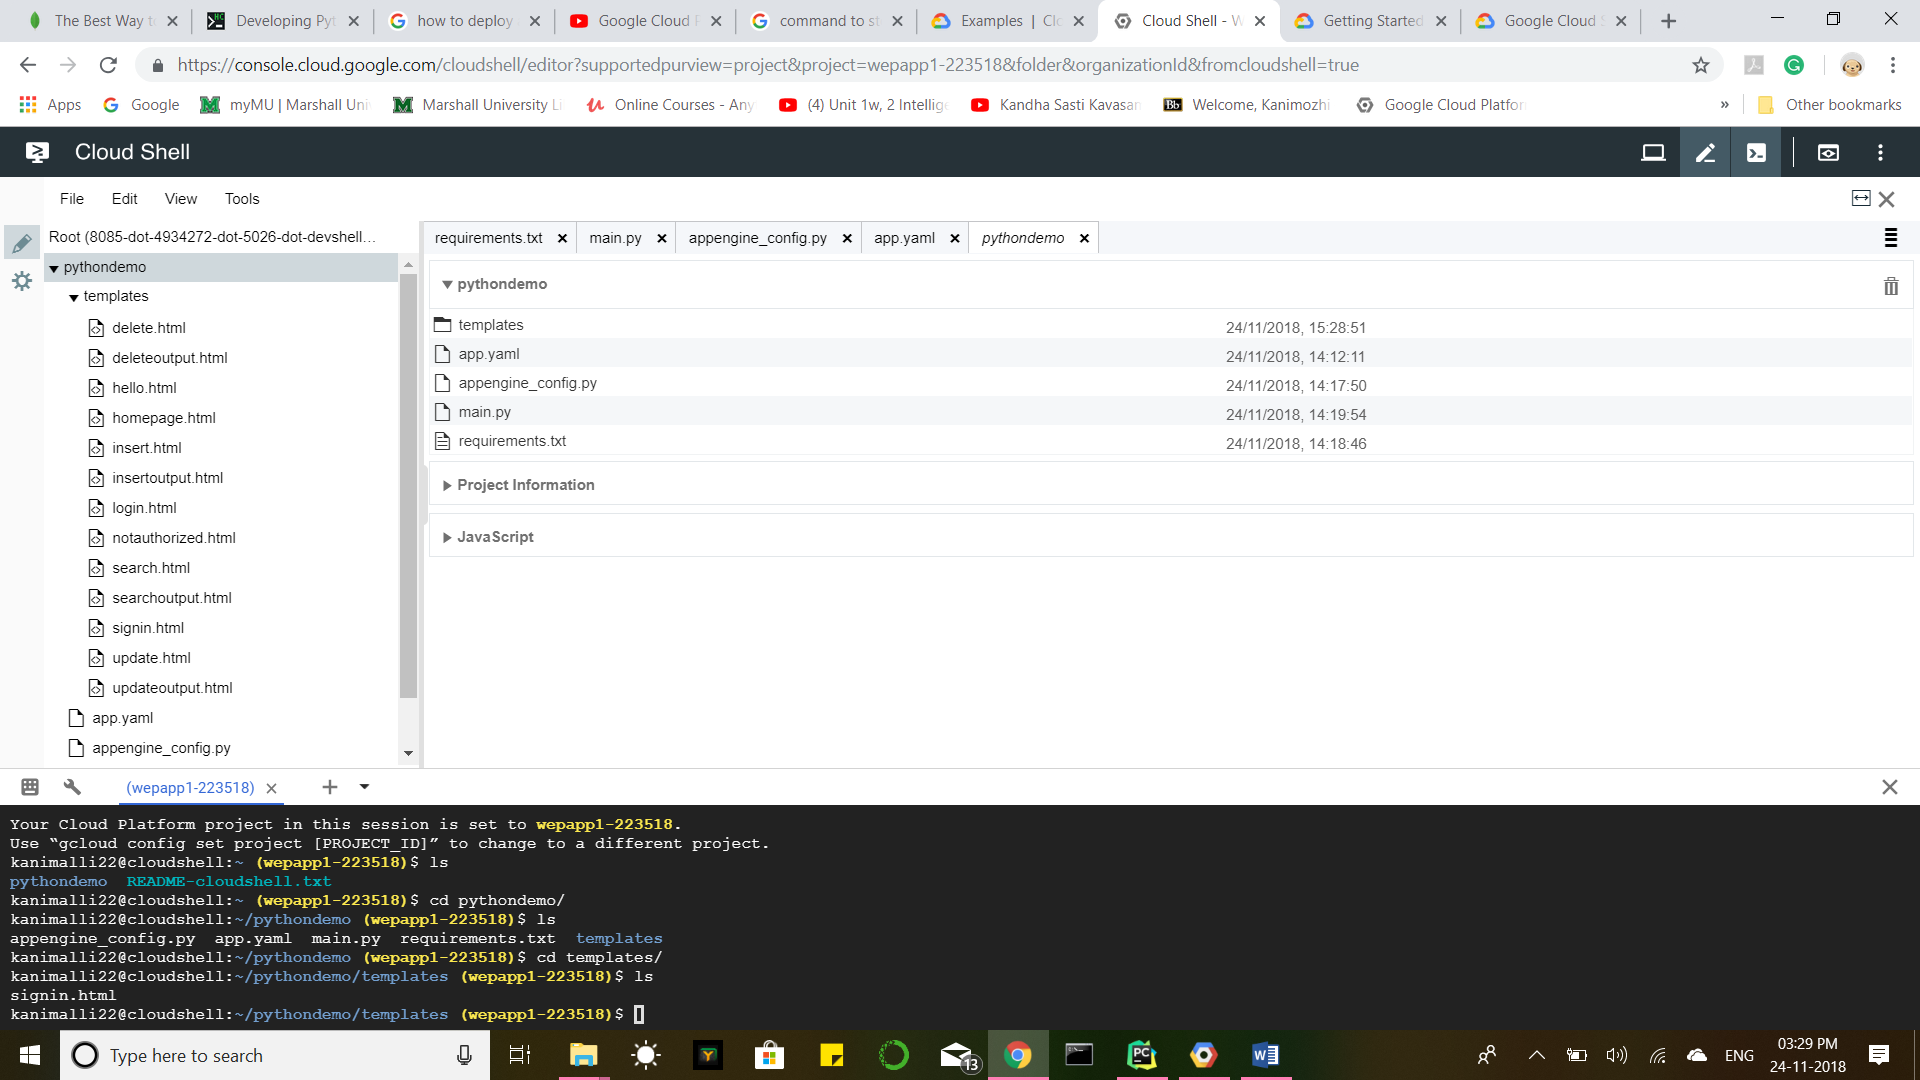 The Best Way t
Developing Pyt
how to deploy
Google Cloud P
command to st
Examples | Clo
Cloud Shell - W
Getting Started
Google Cloud S
https://console.cloud.google.com/cloudshell/editor?supportedpurview=project&project=wepapp1-223518&folder&organizationId&fromcloudshell=true
Apps
Google
myMU | Marshall Uni
Marshall University Li
Online Courses - Any
(4) Unit 1w, 2 Intellig
Kandha Sasti Kavasam
Bb Welcome, Kanimozhi
Google Cloud Platfor
»
Other bookmarks
Cloud Shell
File Edit View Tools
Root (8085-dot-4934272-dot-5026-dot-devshell…
requirements.txt
main.py
appengine_config.py
app.yaml
pythondemo
pythondemo
templates
delete.html
deleteoutput.html
hello.html
homepage.html
insert.html
insertoutput.html
login.html
notauthorized.html
search.html
searchoutput.html
signin.html
update.html
updateoutput.html
app.yaml
appengine_config.py
pythondemo
templates 24/11/2018, 15:28:51
app.yaml 24/11/2018, 14:12:11
appengine_config.py 24/11/2018, 14:17:50
main.py 24/11/2018, 14:19:54
requirements.txt 24/11/2018, 14:18:46
Project Information
JavaScript
(wepapp1-223518)
Your Cloud Platform project in this session is set to wepapp1-223518.
Use “gcloud config set project [PROJECT_ID]” to change to a different project.
kanimalli22@cloudshell:~ (wepapp1-223518)$ ls
pythondemo README-cloudshell.txt
kanimalli22@cloudshell:~ (wepapp1-223518)$ cd pythondemo/
kanimalli22@cloudshell:~/pythondemo (wepapp1-223518)$ ls
appengine_config.py app.yaml main.py requirements.txt templates
kanimalli22@cloudshell:~/pythondemo (wepapp1-223518)$ cd templates/
kanimalli22@cloudshell:~/pythondemo/templates (wepapp1-223518)$ ls
signin.html
kanimalli22@cloudshell:~/pythondemo/templates (wepapp1-223518)$
Type here to search
13
PC
ENG
03:29 PM
24-11-2018